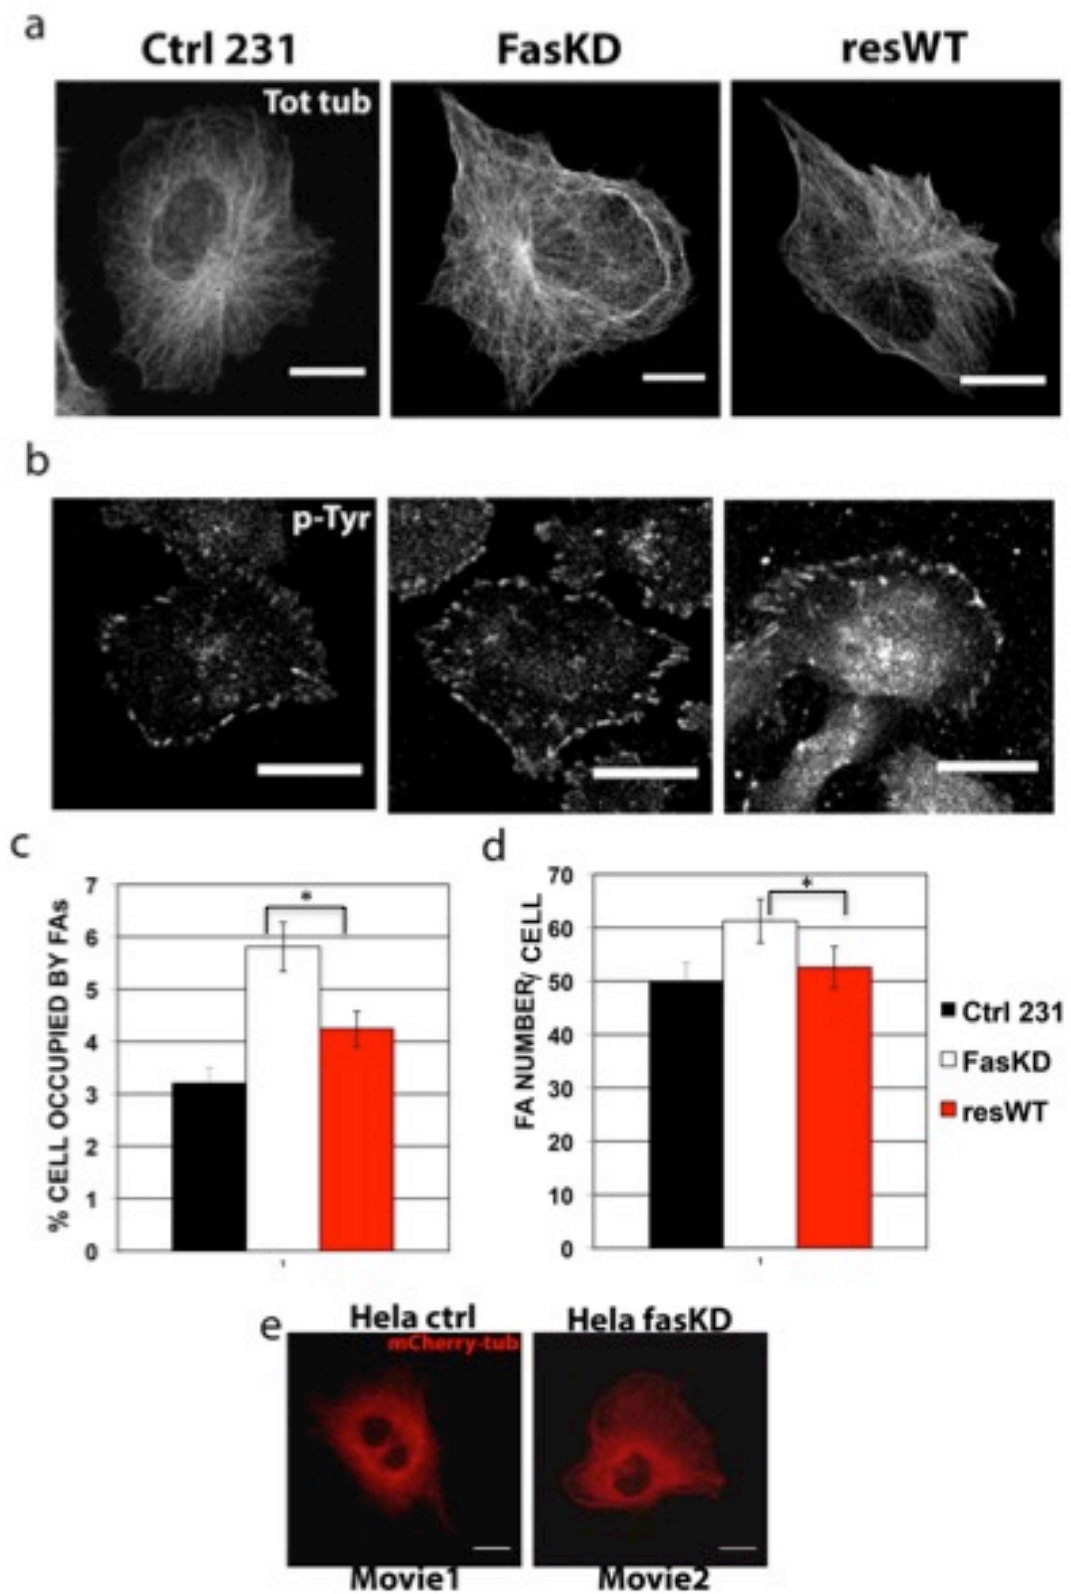 a
Ctrl 231 FasKD resWT
Tot tub
b
p-Tyr
c
d
% CELL OCCUPIED BY FAs
7
6
5
4
3
2
1
0
*
1
FA NUMBER/ CELL
70
60
50
40
30
20
10
0
*
1
Ctrl 231
FasKD
resWT
e
Hela ctrl Hela fasKD
mCherry-tub
Movie1 Movie2